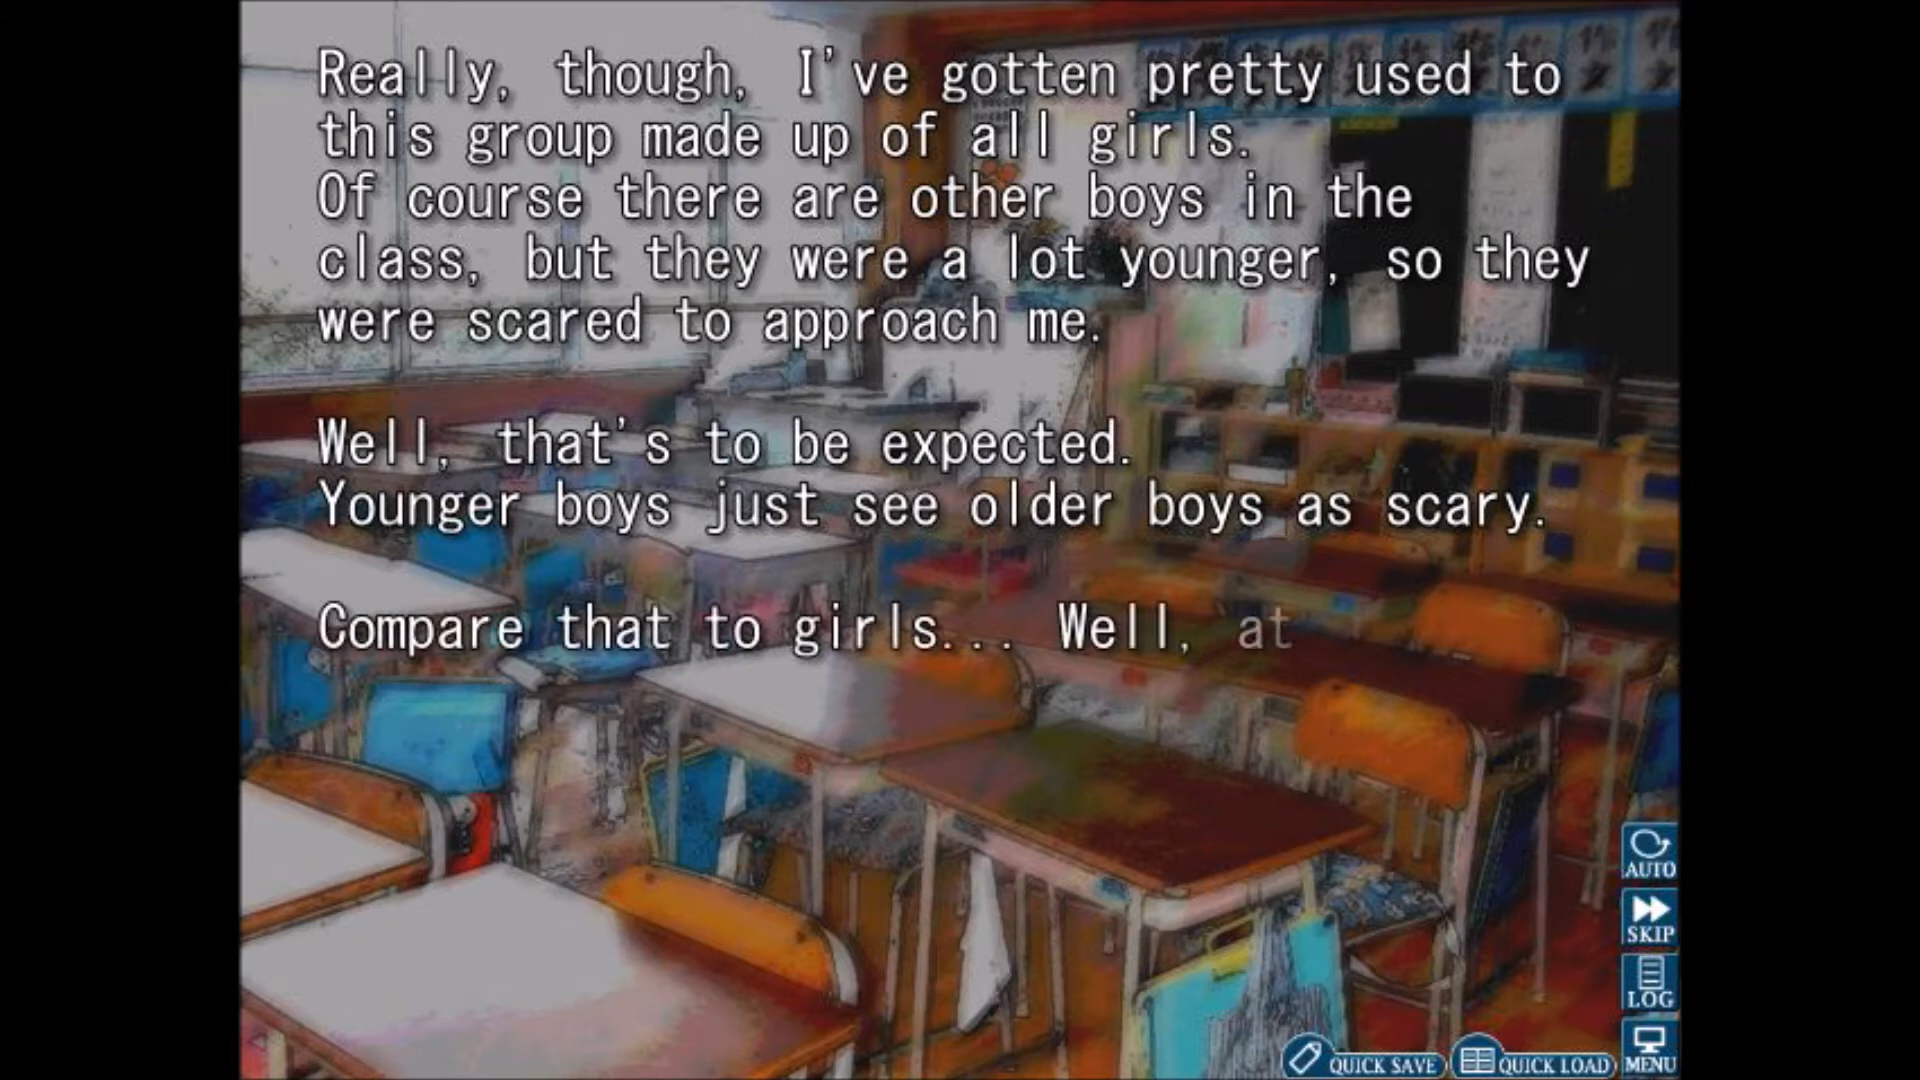 Really, though, I've gotten pretty used to
this group made up of all girls.
Of course there are other boys in the
class, but they were a lot younger, so they
were scared to approach me.
Well, that's to be expected.
Younger boys just see older boys as scary.
Compare that to girls... Well, at
AUTO
SKIP
LOG
MENU
QUICK SAVE
QUICK LOAD